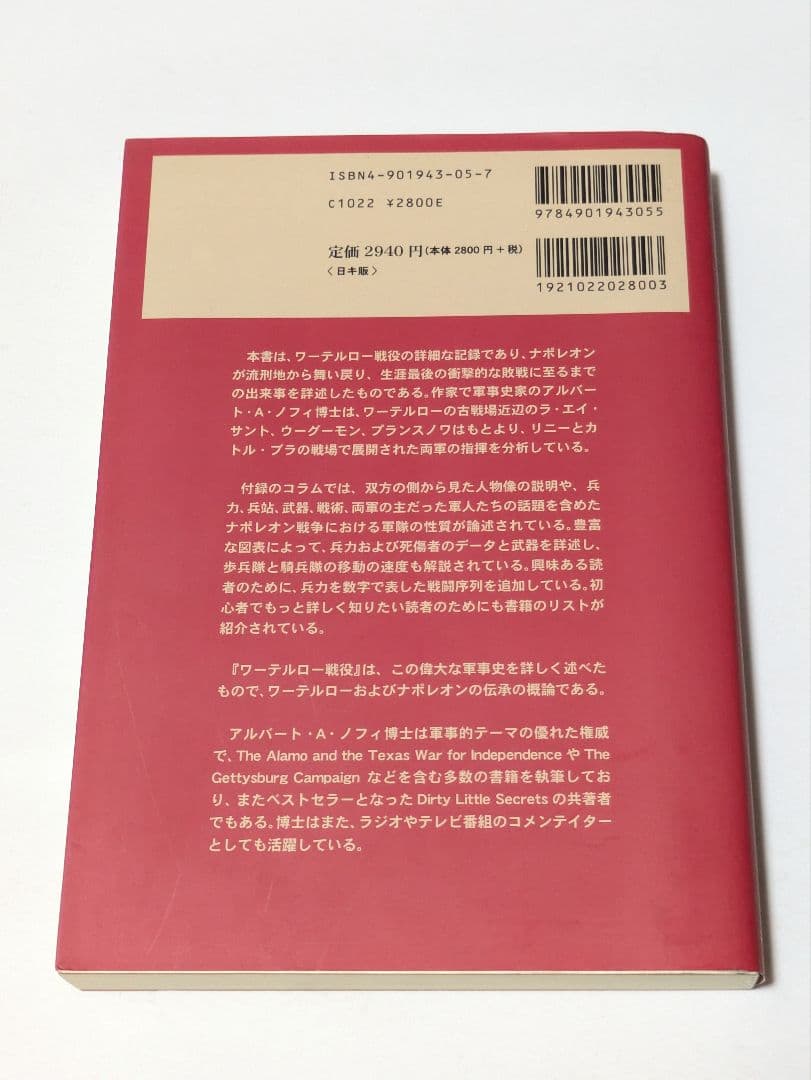 ISBN4-901943-05-7
C1022 ¥2800E
定価 2940 円(本体 2800 円 + 税)
〈 日キ販 〉
9784901943055
1921022028003
本書は、ワーテルロー戦役の詳細な記録であり、ナポレオン
が流刑地から舞い戻り、生涯最後の衝撃的な敗戦に至るまで
の出来事を詳述したものである。作家で軍事史家のアルバー
ト・A・ノフィ博士は、ワーテルローの古戦場近辺のラ・エイ・
サント、ウーグーモン、プランスノワはもとより、リニーとカ
トル・ブラの戦場で展開された両軍の指揮を分析している。
付録のコラムでは、双方の側から見た人物像の説明や、兵
力、兵站、武器、戦術、両軍の主だった軍人たちの話題を含めた
ナポレオン戦争における軍隊の性質が論述されている。豊富
な図表によって、兵力および死傷者のデータと武器を詳述し、
歩兵隊と騎兵隊の移動の速度も解説されている。興味ある読
者のために、兵力を数字で表した戦闘序列を追加している。初
心者でもっと詳しく知りたい読者のためにも書籍のリストが
紹介されている。
『ワーテルロー戦役』は、この偉大な軍事史を詳しく述べた
もので、ワーテルローおよびナポレオンの伝承の概論である。
アルバート・A・ノフィ博士は軍事的テーマの優れた権威
で、The Alamo and the Texas War for Independence や The
Gettysburg Campaign などを含む多数の書籍を執筆してお
り、またベストセラーとなった Dirty Little Secrets の共著者
でもある。博士はまた、ラジオやテレビ番組のコメンテイター
としても活躍している。